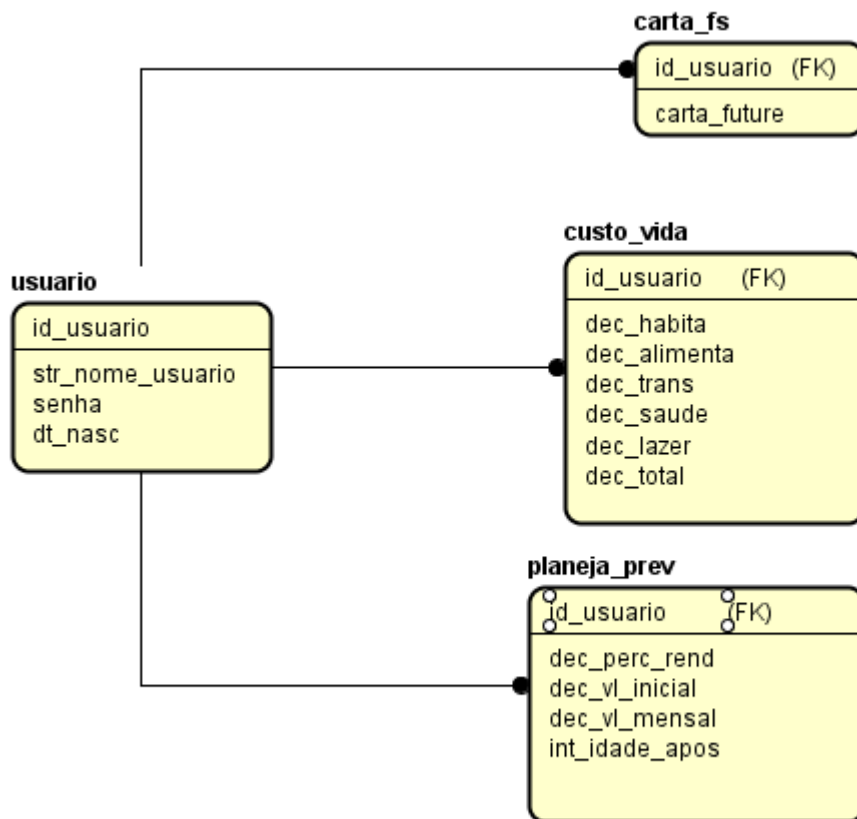 carta_fs
id_usuario (FK)
carta_future
custo_vida
id_usuario (FK)
dec_habita
dec_alimenta
dec_trans
dec_saude
dec_lazer
dec_total
usuario
id_usuario
str_nome_usuario
senha
dt_nasc
planeja_prev
id_usuario (FK)
dec_perc_rend
dec_vl_inicial
dec_vl_mensal
int_idade_apos